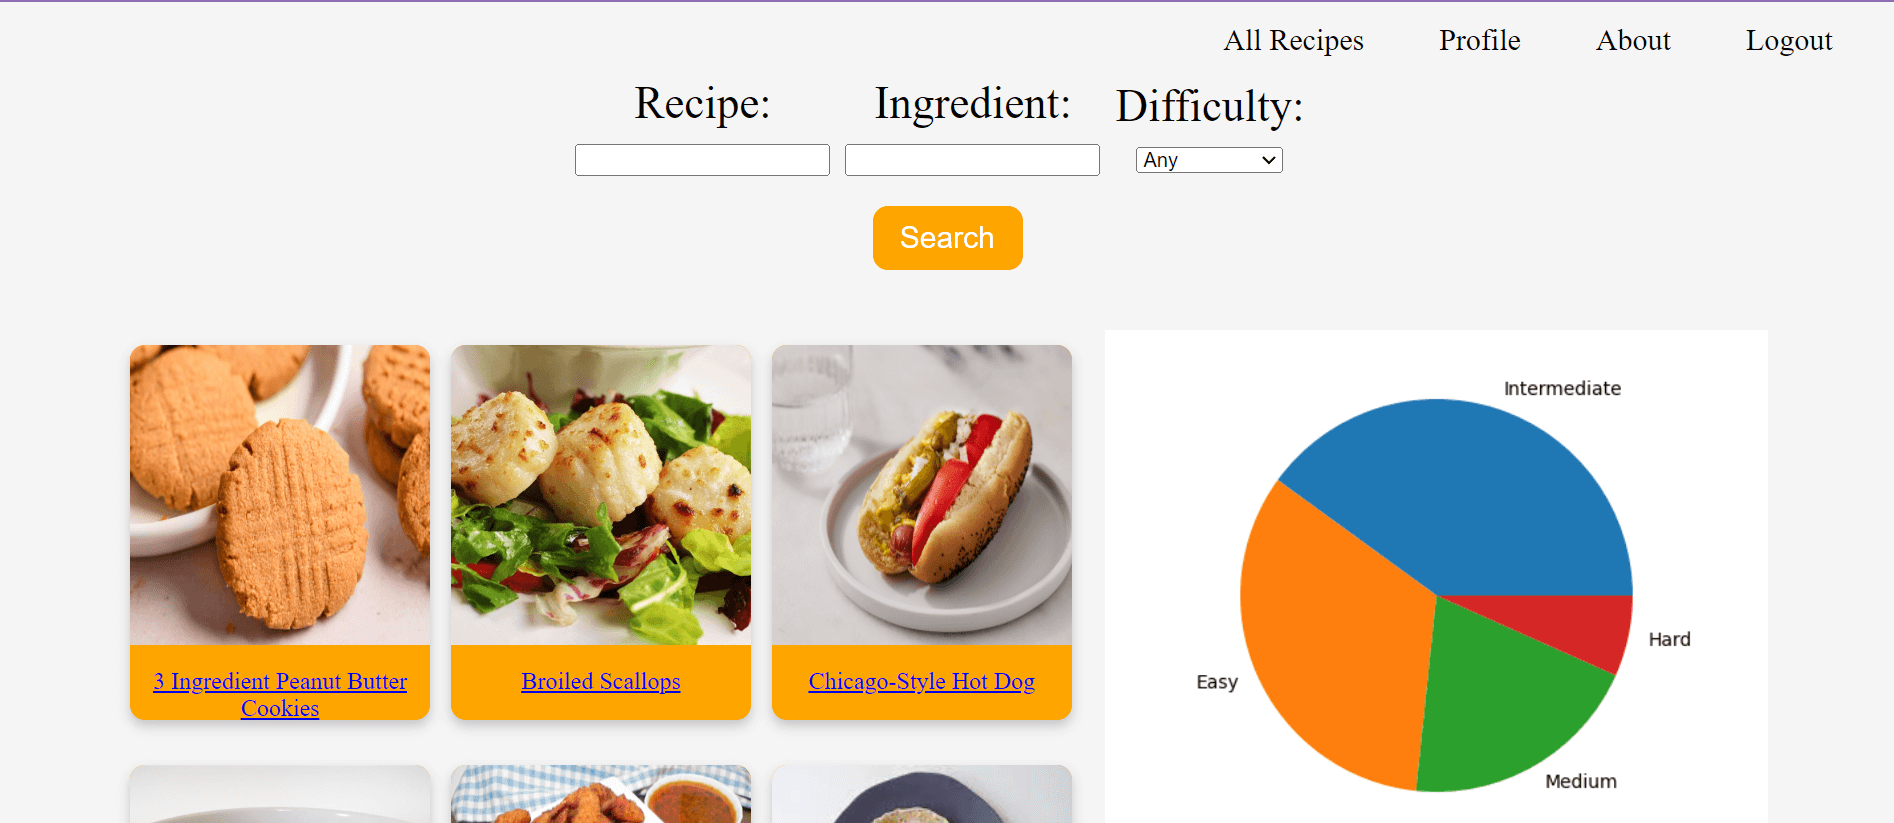 All Recipes Profile About Logout
Recipe: Ingredient: Difficulty:
Any
Search
3 Ingredient Peanut Butter
Cookies
Broiled Scallops
Chicago-Style Hot Dog
Intermediate
Hard
Easy
Medium